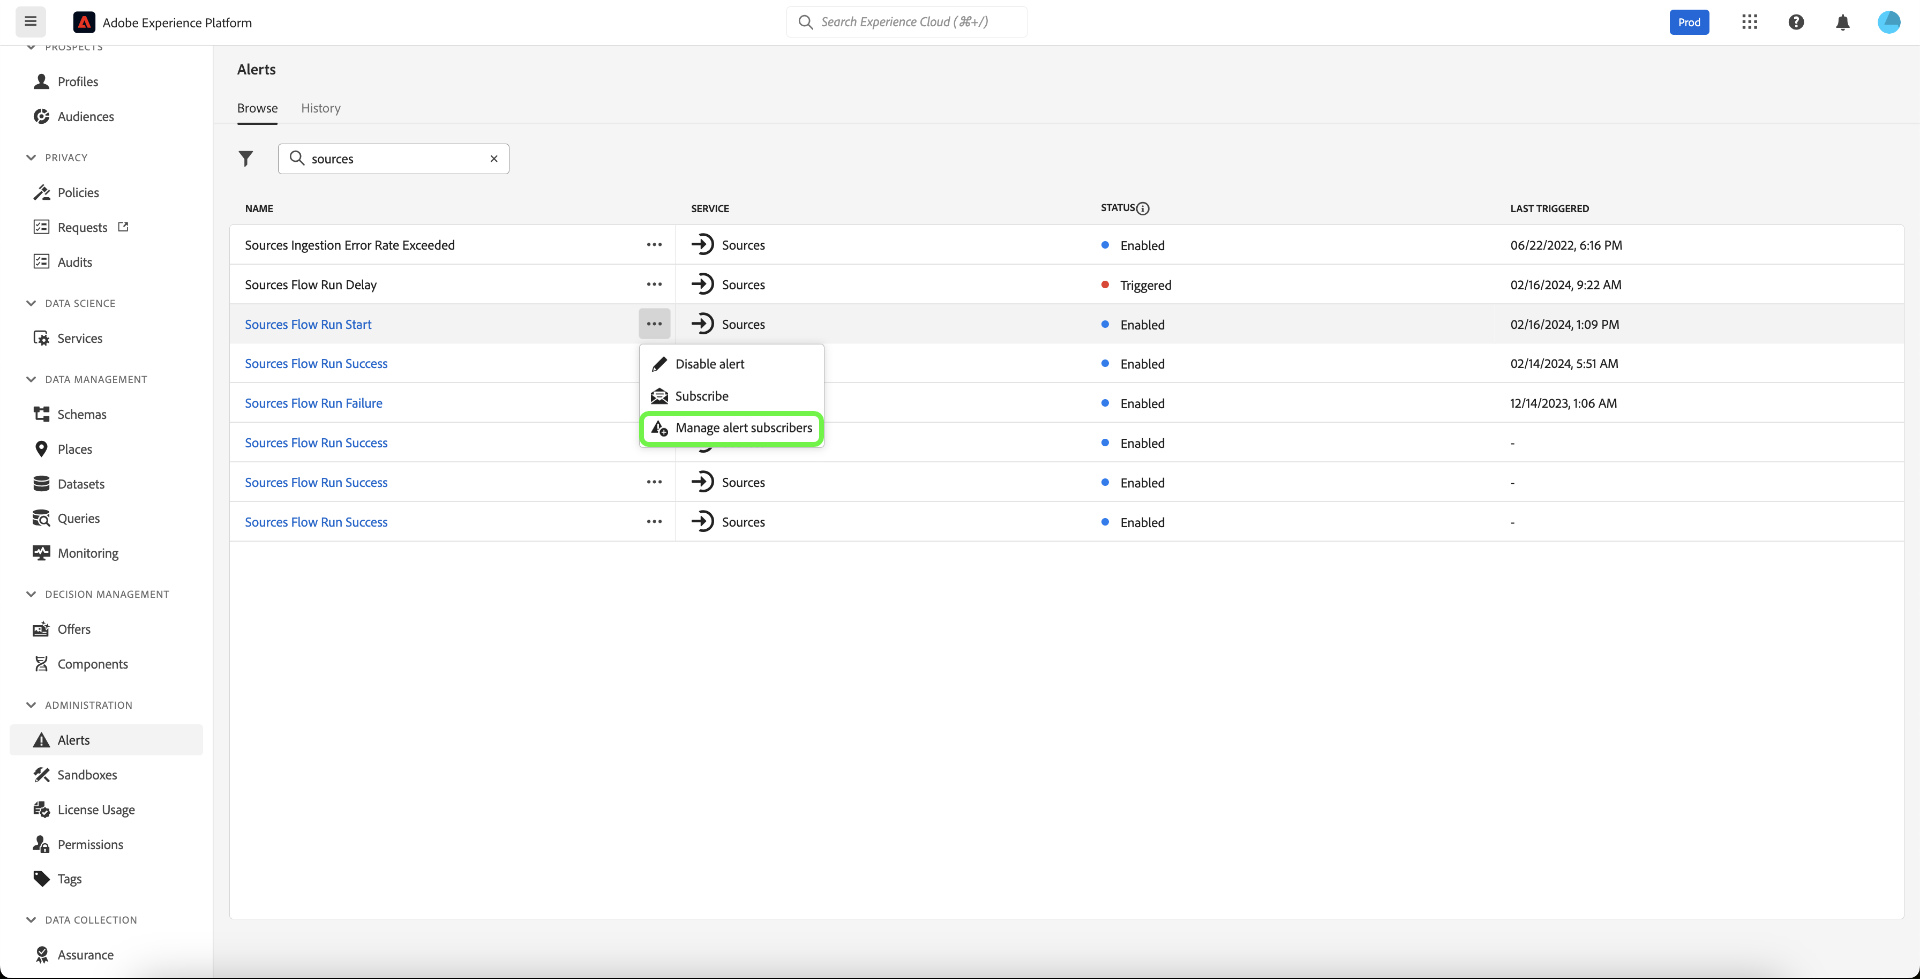 Adobe Experience Platform
Search Experience Cloud (⌘+/)
Prod
PROSPECTS
Profiles
Audiences
PRIVACY
Policies
Requests
Audits
DATA SCIENCE
Services
DATA MANAGEMENT
Schemas
Places
Datasets
Queries
Monitoring
DECISION MANAGEMENT
Offers
Components
ADMINISTRATION
Alerts
Sandboxes
License Usage
Permissions
Tags
DATA COLLECTION
Assurance
Alerts
Browse History
sources
NAME SERVICE STATUS LAST TRIGGERED
Sources Ingestion Error Rate Exceeded Sources Enabled 06/22/2022, 6:16 PM
Sources Flow Run Delay Sources Triggered 02/16/2024, 9:22 AM
Sources Flow Run Start Sources Enabled 02/16/2024, 1:09 PM
Sources Flow Run Success Enabled 02/14/2024, 5:51 AM
Sources Flow Run Failure Enabled 12/14/2023, 1:06 AM
Sources Flow Run Success Enabled -
Sources Flow Run Success Sources Enabled -
Sources Flow Run Success Sources Enabled -
Disable alert
Subscribe
Manage alert subscribers